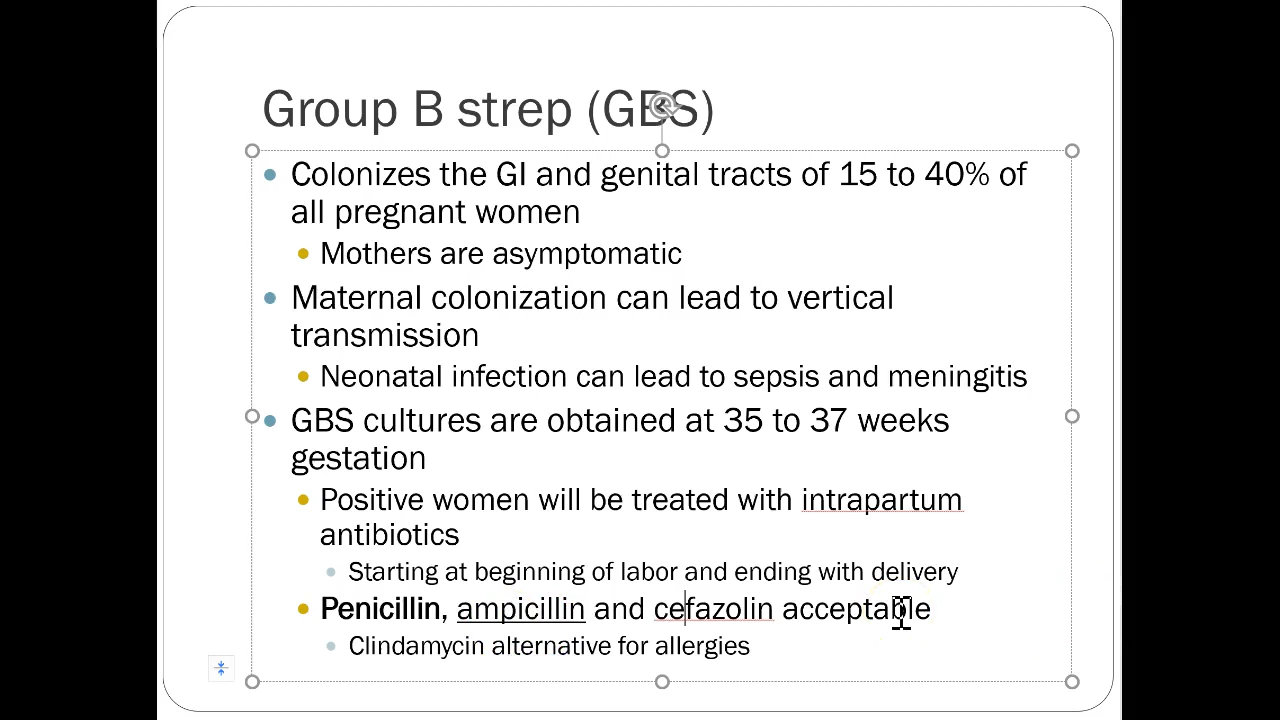 Group B strep (GBS)
Colonizes the GI and genital tracts of 15 to 40% of
all pregnant women
Mothers are asymptomatic
Maternal colonization can lead to vertical
transmission
Neonatal infection can lead to sepsis and meningitis
GBS cultures are obtained at 35 to 37 weeks
gestation
Positive women will be treated with intrapartum
antibiotics
Starting at beginning of labor and ending with delivery
Penicillin, ampicillin and cefazolin acceptable
Clindamycin alternative for allergies